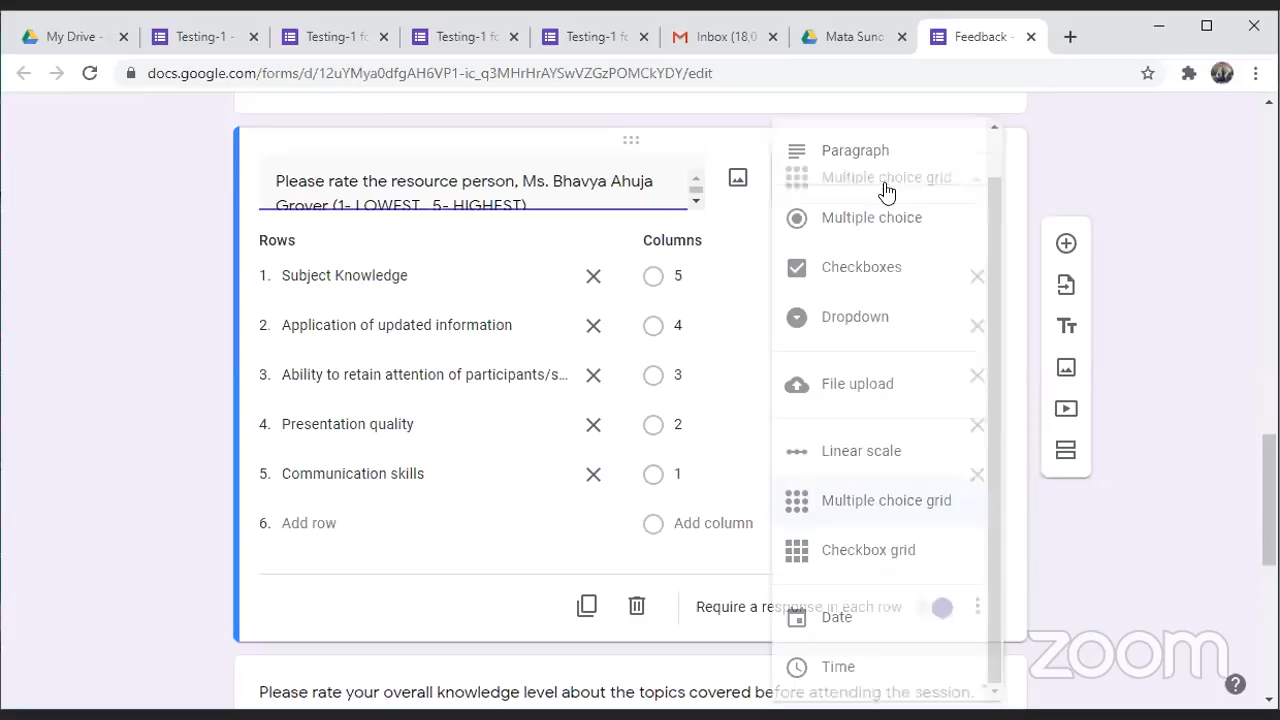 My Drive -
Testing-1 -
Testing-1 fo
Testing-1 fo
Testing-1 fo
Inbox (18,0
Mata Sund
Feedback -
docs.google.com/forms/d/12uYMya0dfgAH6VP1-ic_q3MHrHrAYSwVZGzPOMCkYDY/edit
Please rate the resource person, Ms. Bhavya Ahuja
Grover (1- LOWEST, 5- HIGHEST)
Rows
Columns
1. Subject Knowledge
5
2. Application of updated information
4
3. Ability to retain attention of participants/s...
3
4. Presentation quality
2
5. Communication skills
1
6. Add row
Add column
Paragraph
Multiple choice grid
Multiple choice
Checkboxes
Dropdown
File upload
Linear scale
Multiple choice grid
Checkbox grid
Date
Time
Require a response in each row
Please rate your overall knowledge level about the topics covered before attending the session.
zoom